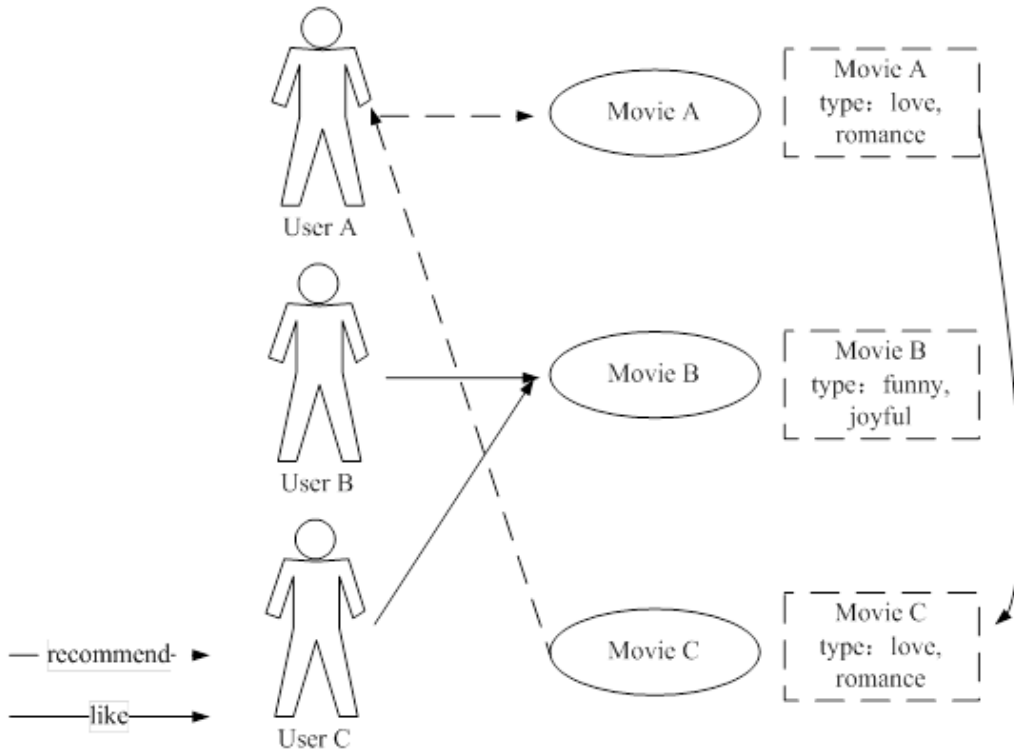 Movie A
Movie A
type：love,
romance
User A
Movie B
Movie B
type：funny,
joyful
User B
Movie C
Movie C
type：love,
romance
recommend
like
User C